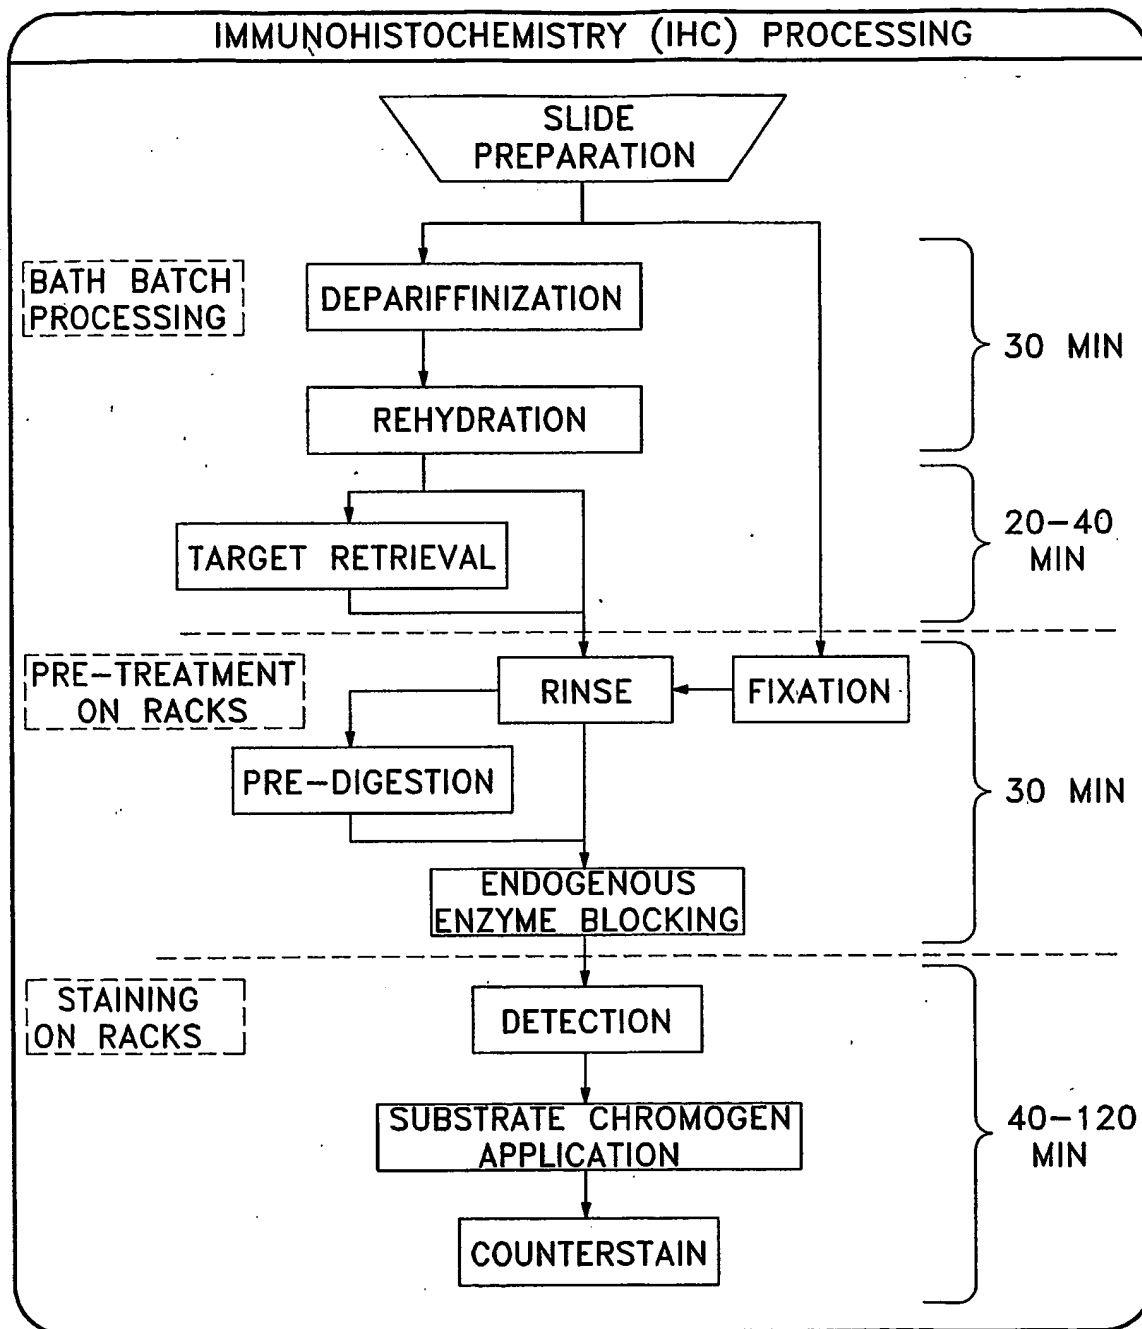 IMMUNOHISTOCHEMISTRY (IHC) PROCESSING
SLIDE
PREPARATION
BATH BATCH
PROCESSING
DEPARIFFINIZATION
30 MIN
REHYDRATION
TARGET RETRIEVAL
20-40
MIN
PRE-TREATMENT
ON RACKS
RINSE
FIXATION
PRE-DIGESTION
30 MIN
ENDOGENOUS
ENZYME BLOCKING
STAINING
ON RACKS
DETECTION
SUBSTRATE CHROMOGEN
APPLICATION
40-120
MIN
COUNTERSTAIN